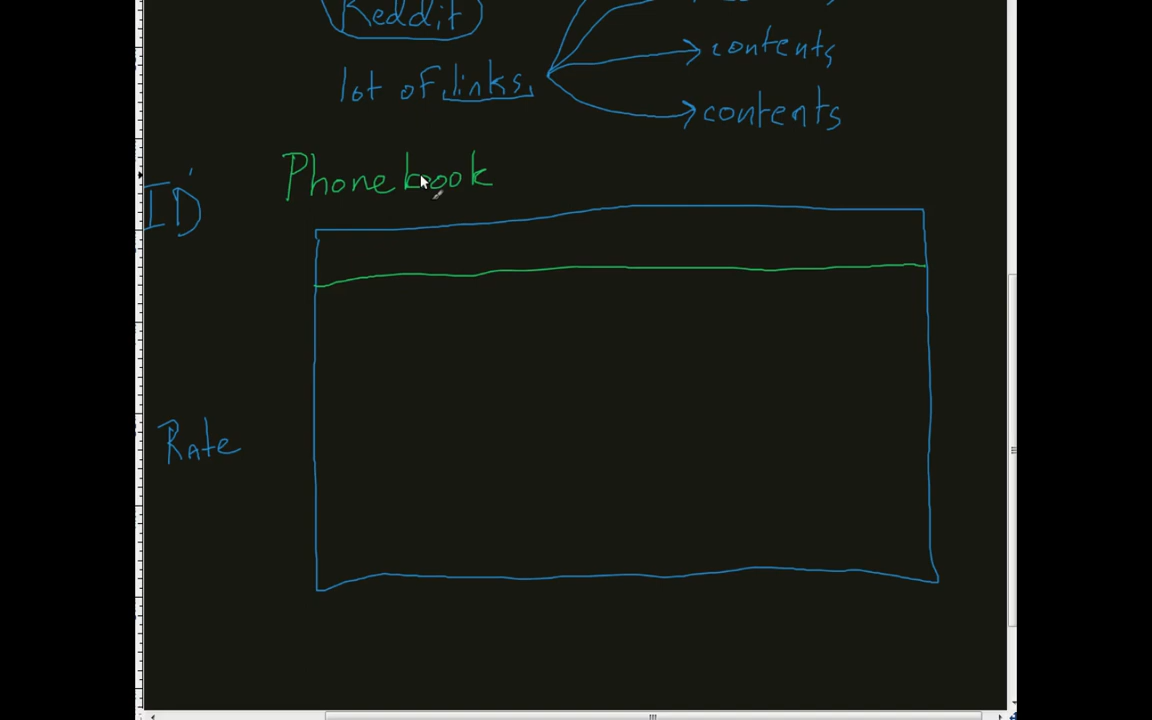 Reddit
contents
lot of links
contents
Phonebook
ID
Rate